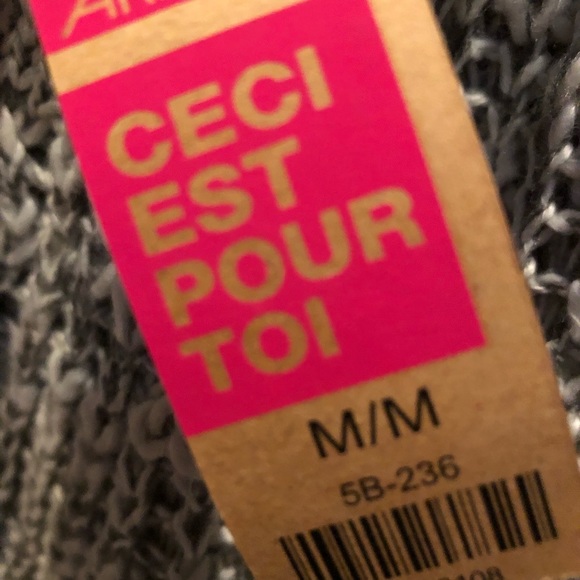 CECI
EST
POUR
TOI
M/M
5B-236